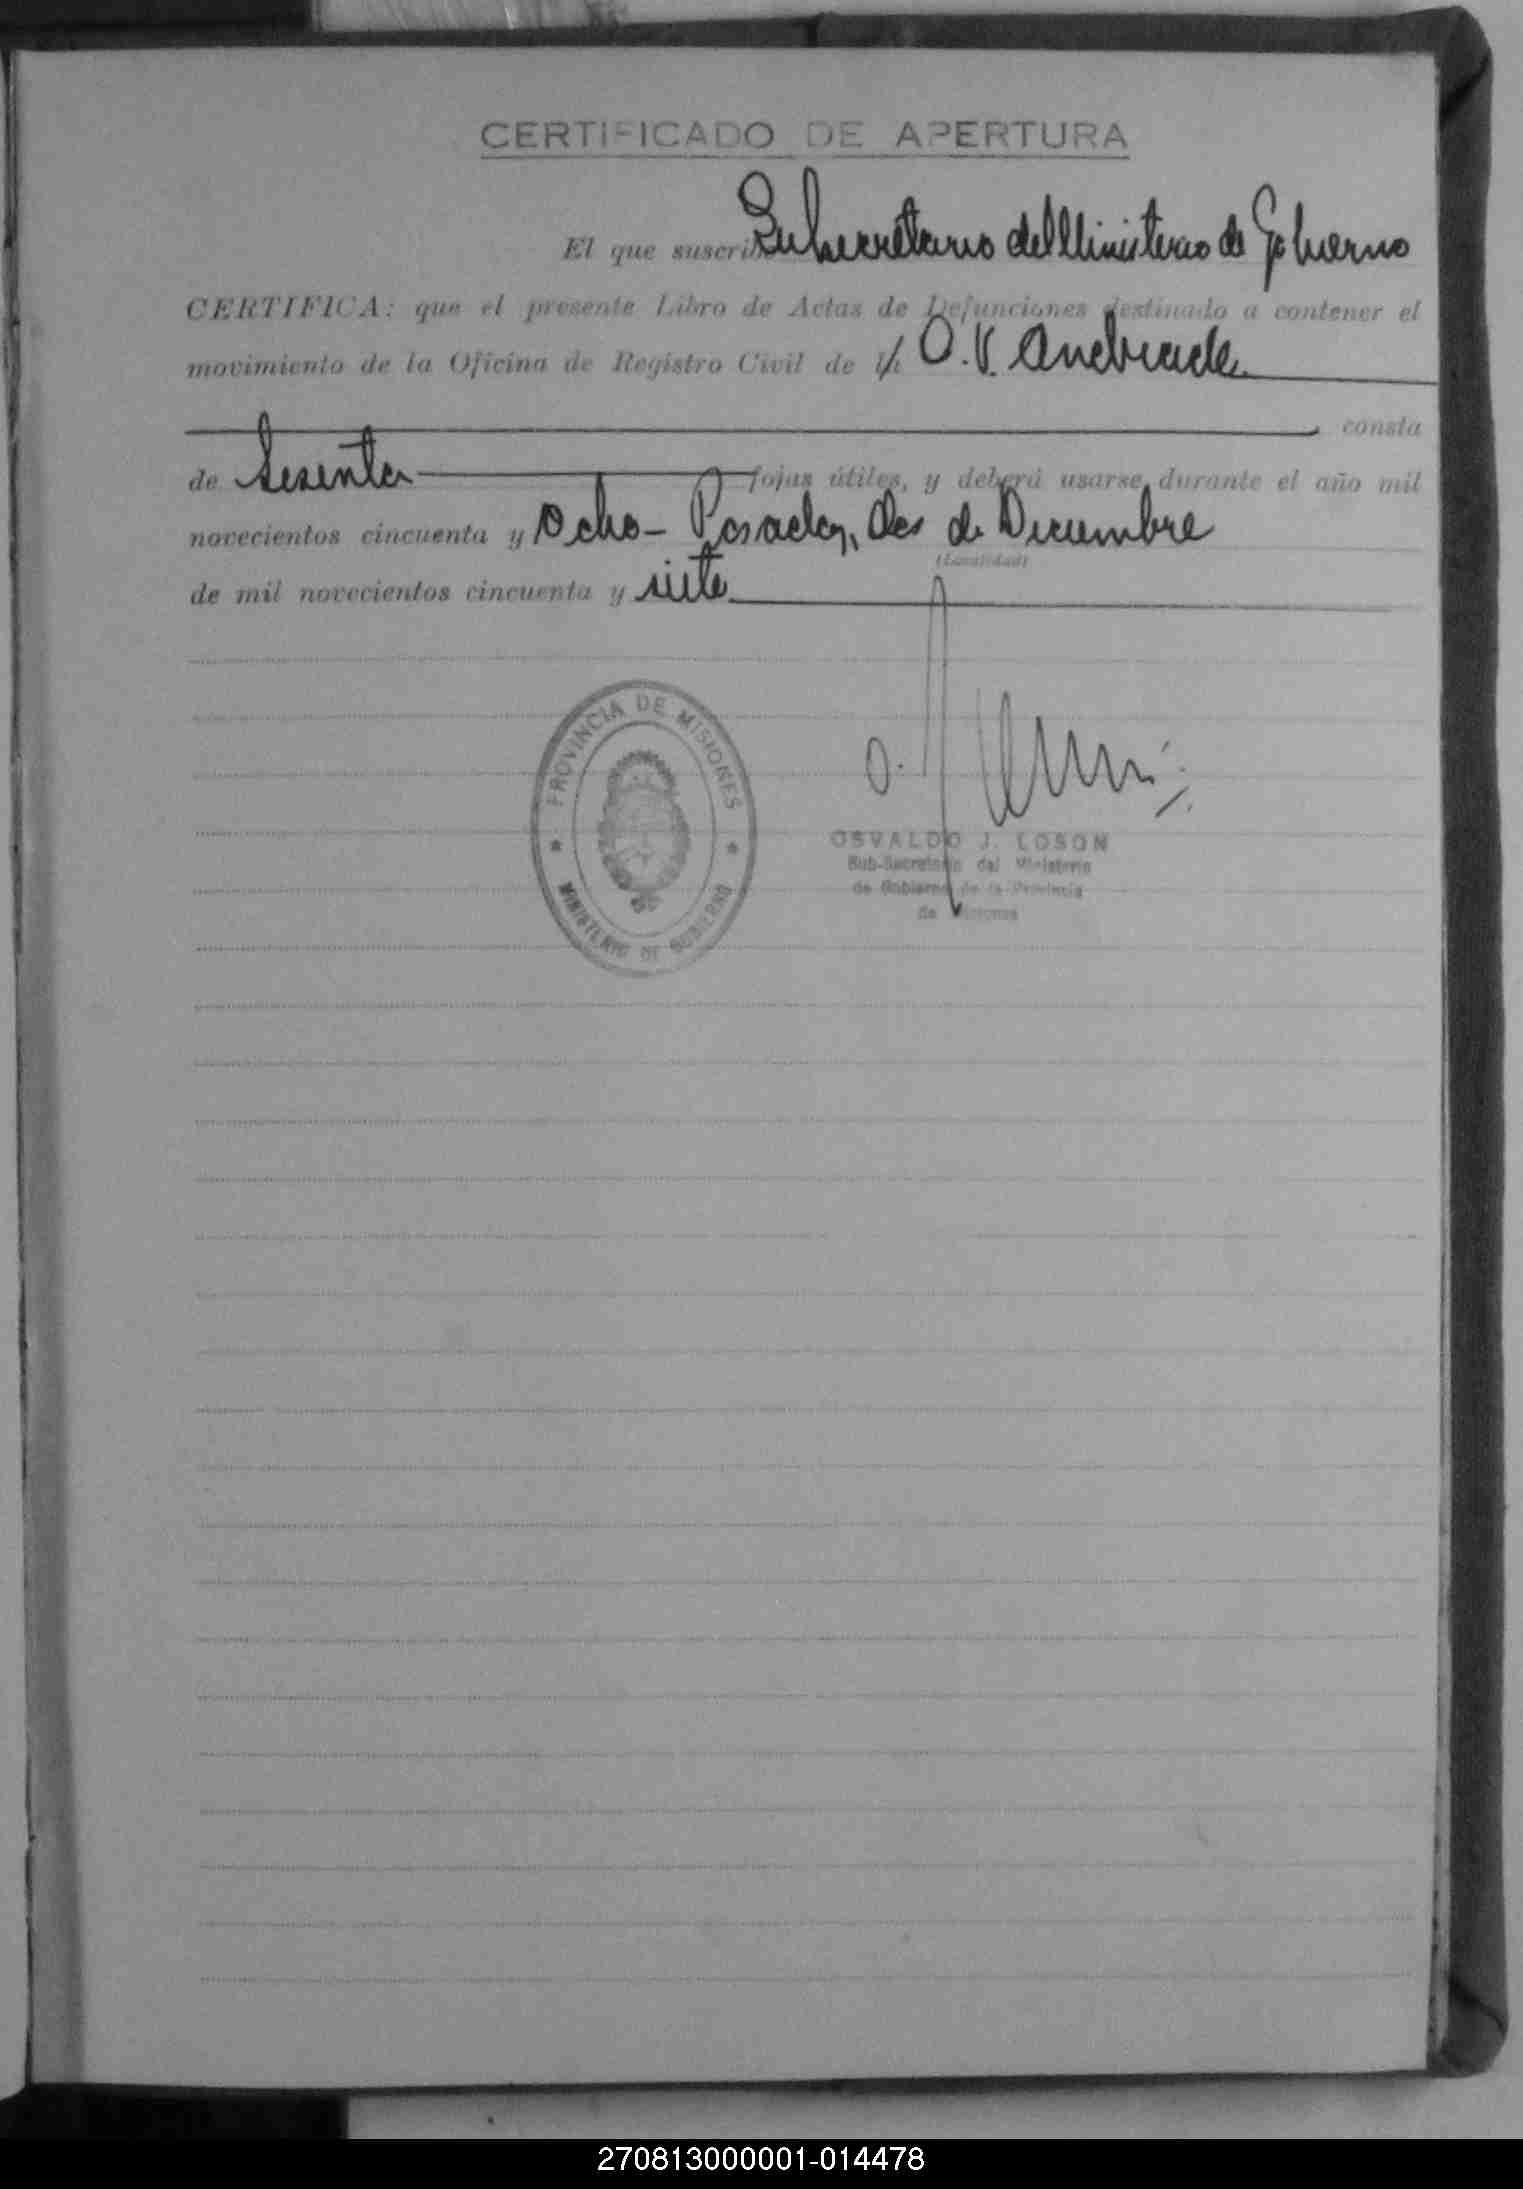 CERTIFICADO DE APERTURA
El que suscribe Subsecretario del Ministerio de Gobierno
CERTIFICA: que el presente Libro de Actas de Defunciones destinado a contener el
movimiento de la Oficina de Registro Civil de O. V. Andrade
consta
de Sesenta fojas útiles, y deberá usarse durante el año mil
novecientos cincuenta y Ocho - Posadas, dos de Diciembre
(Localidad)
de mil novecientos cincuenta y siete
PROVINCIA DE MISIONES
MINISTERIO DE GOBIERNO
OSVALDO J. LOSON
Sub-Secretario del Ministerio
de Gobierno de la Provincia
de Misiones
270813000001-014478